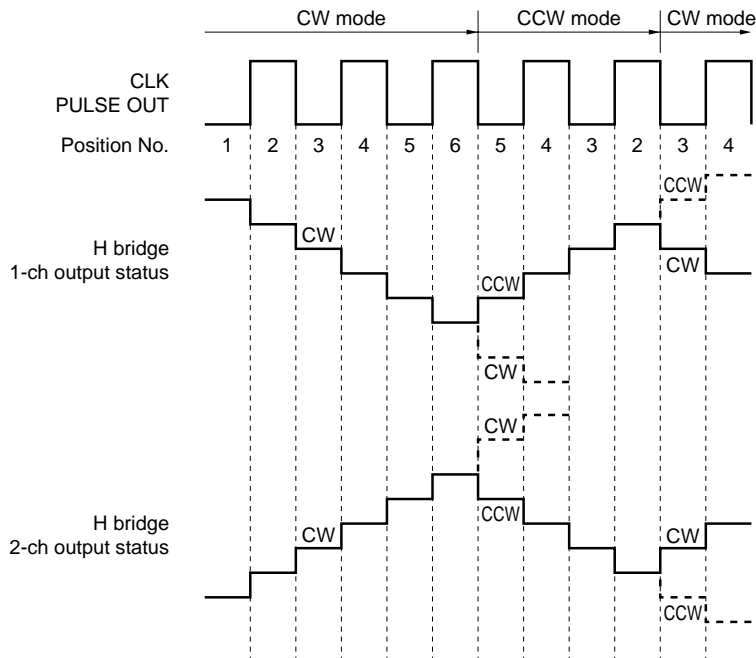 CW mode CCW mode CW mode
CLK
PULSE OUT
Position No. 1 2 3 4 5 6 5 4 3 2 3 4
CCW
H bridge
1-ch output status
CW
CCW
CW
CW
CW
H bridge
2-ch output status
CW
CCW
CW
CCW